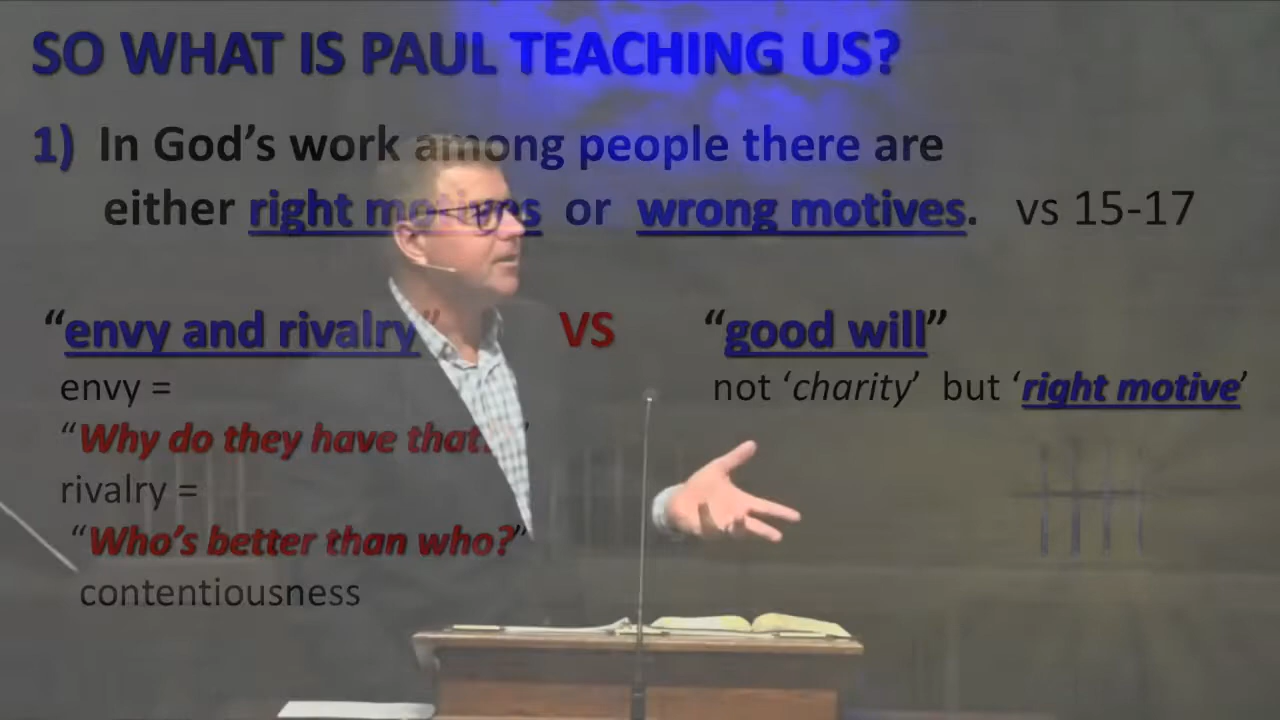 SO WHAT IS PAUL TEACHING US?
1) In God's work among people there are
either right motives or wrong motives. vs 15-17
"envy and rivalry" VS "good will"
envy = not 'charity' but 'right motive'
"Why do they have that?"
rivalry =
"Who's better than who?"
contentiousness